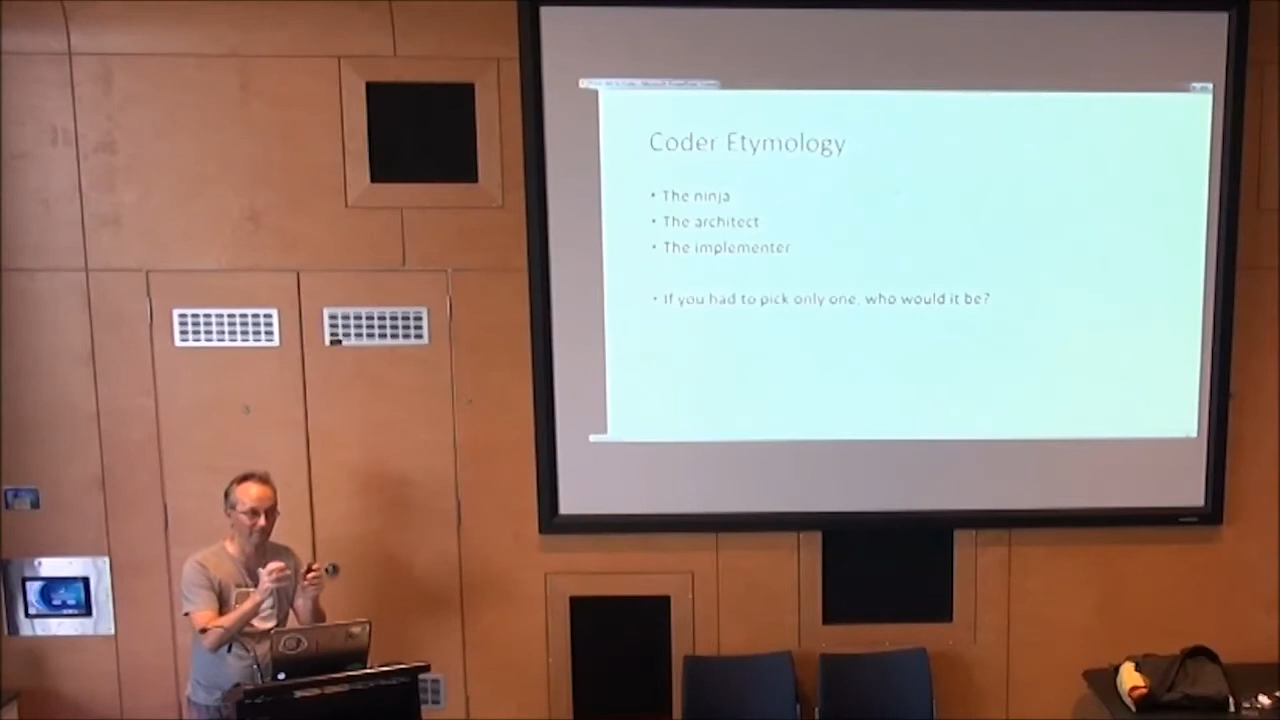 Coder Etymology
• The ninja
• The architect
• The implementer
• If you had to pick only one, who would it be?